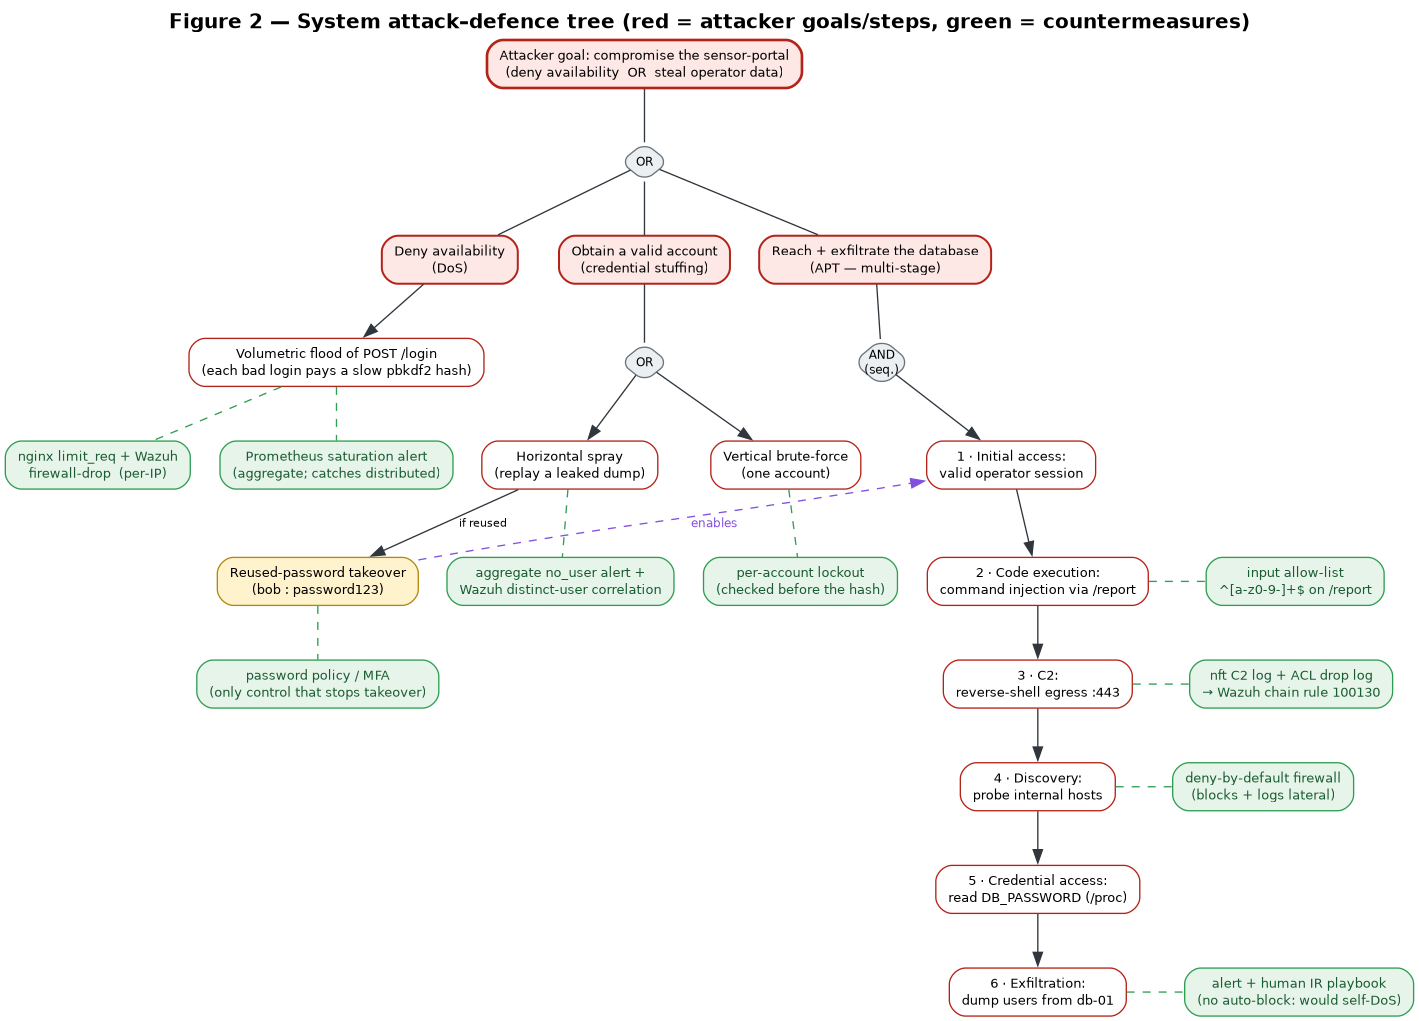 Figure 2 — System attack–defence tree (red = attacker goals/steps, green = countermeasures)
Attacker goal: compromise the sensor-portal
(deny availability  OR  steal operator data)
OR
Deny availability
(DoS)
Obtain a valid account
(credential stuffing)
Reach + exfiltrate the database
(APT — multi-stage)
Volumetric flood of POST /login
(each bad login pays a slow pbkdf2 hash)
OR
AND
(seq.)
nginx limit_req + Wazuh
firewall-drop  (per-IP)
Prometheus saturation alert
(aggregate; catches distributed)
Horizontal spray
(replay a leaked dump)
Vertical brute-force
(one account)
1 · Initial access:
valid operator session
if reused
enables
Reused-password takeover
(bob : password123)
aggregate no_user alert +
Wazuh distinct-user correlation
per-account lockout
(checked before the hash)
2 · Code execution:
command injection via /report
input allow-list
^[a-z0-9-]+$ on /report
password policy / MFA
(only control that stops takeover)
3 · C2:
reverse-shell egress :443
nft C2 log + ACL drop log
→ Wazuh chain rule 100130
4 · Discovery:
probe internal hosts
deny-by-default firewall
(blocks + logs lateral)
5 · Credential access:
read DB_PASSWORD (/proc)
6 · Exfiltration:
dump users from db-01
alert + human IR playbook
(no auto-block: would self-DoS)